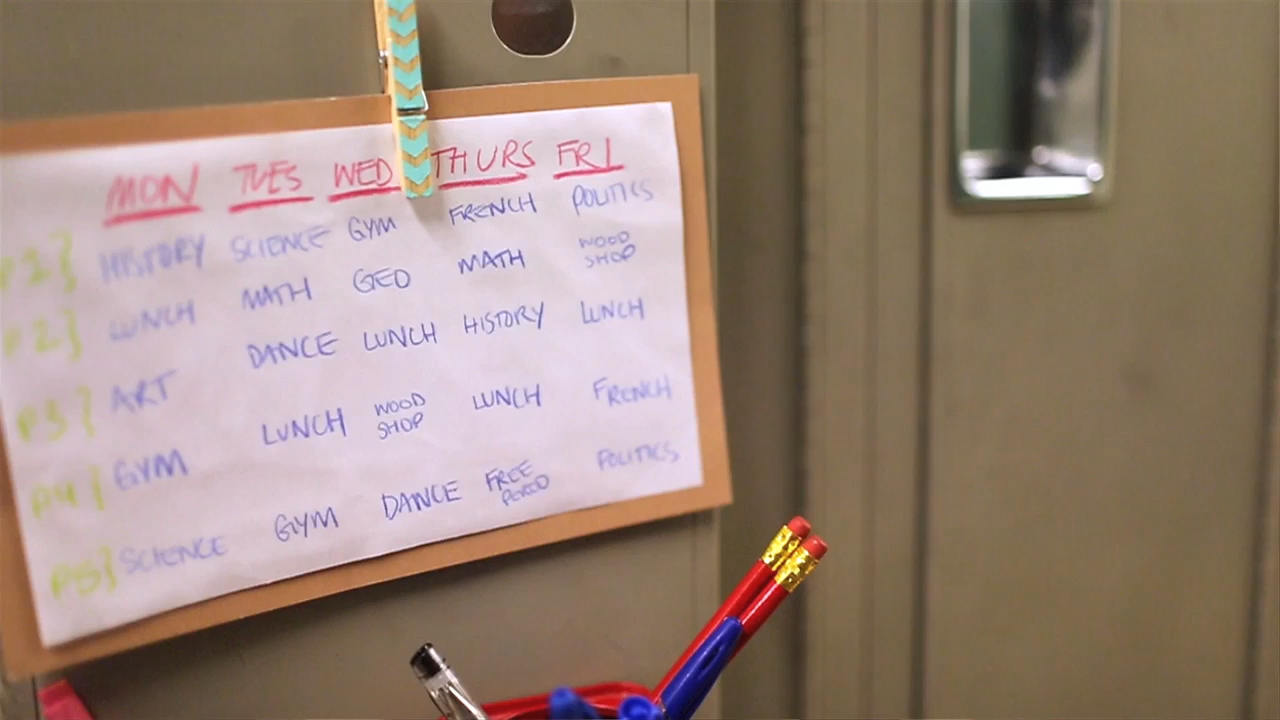 MON TUES WED THURS FRI
P1} HISTORY SCIENCE GYM FRENCH POLITICS
P2} LUNCH MATH GEO MATH WOOD SHOP
P3} ART DANCE LUNCH HISTORY LUNCH
P4} GYM LUNCH WOOD SHOP LUNCH FRENCH
P5} SCIENCE GYM DANCE FREE PERIOD POLITICS